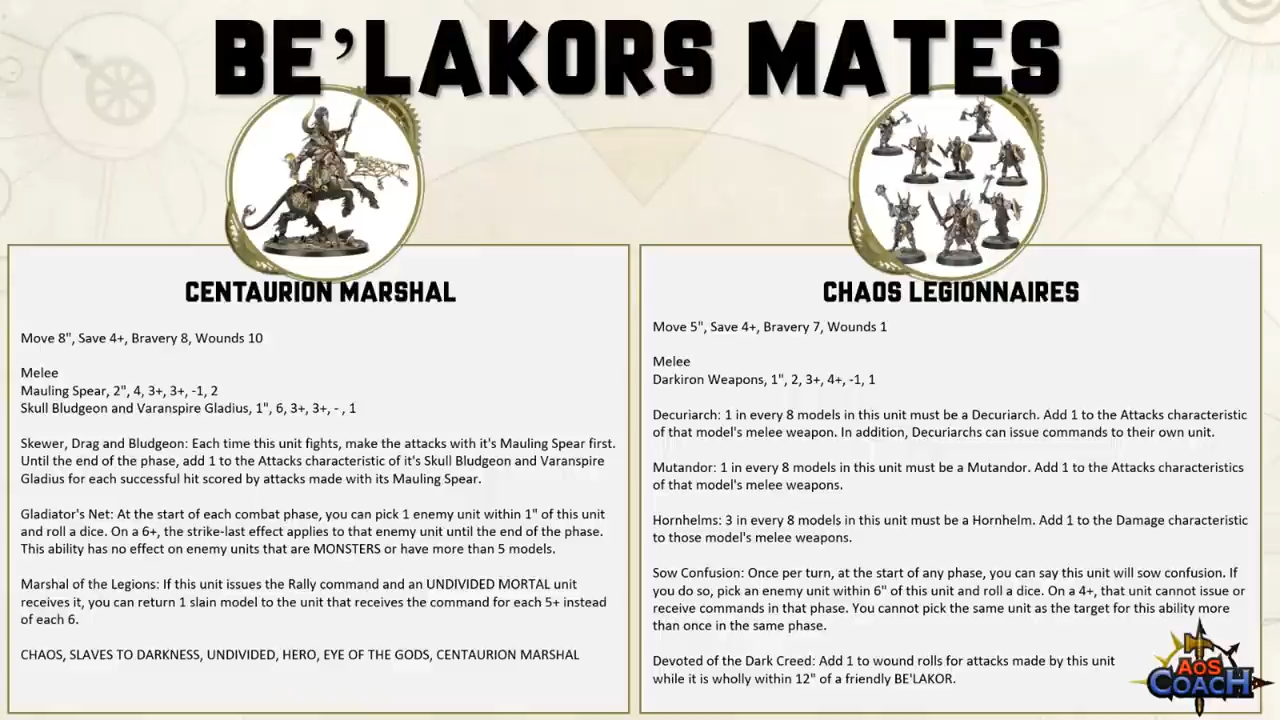 BE'LAKORS MATES
CENTAURION MARSHAL
Move 8", Save 4+, Bravery 8, Wounds 10
Melee
Mauling Spear, 2", 4, 3+, 3+, -1, 2
Skull Bludgeon and Varanspire Gladius, 1", 6, 3+, 3+, - , 1
Skewer, Drag and Bludgeon: Each time this unit fights, make the attacks with it's Mauling Spear first.
Until the end of the phase, add 1 to the Attacks characteristic of it's Skull Bludgeon and Varanspire
Gladius for each successful hit scored by attacks made with its Mauling Spear.
Gladiator's Net: At the start of each combat phase, you can pick 1 enemy unit within 1" of this unit
and roll a dice. On a 6+, the strike-last effect applies to that enemy unit until the end of the phase.
This ability has no effect on enemy units that are MONSTERS or have more than 5 models.
Marshal of the Legions: If this unit issues the Rally command and an UNDIVIDED MORTAL unit
receives it, you can return 1 slain model to the unit that receives the command for each 5+ instead
of each 6.
CHAOS, SLAVES TO DARKNESS, UNDIVIDED, HERO, EYE OF THE GODS, CENTAURION MARSHAL
CHAOS LEGIONNAIRES
Move 5", Save 4+, Bravery 7, Wounds 1
Melee
Darkiron Weapons, 1", 2, 3+, 4+, -1, 1
Decuriarch: 1 in every 8 models in this unit must be a Decuriarch. Add 1 to the Attacks characteristic
of that model's melee weapon. In addition, Decuriarchs can issue commands to their own unit.
Mutandor: 1 in every 8 models in this unit must be a Mutandor. Add 1 to the Attacks characteristics
of that model's melee weapons.
Hornhelms: 3 in every 8 models in this unit must be a Hornhelm. Add 1 to the Damage characteristic
to those model's melee weapons.
Sow Confusion: Once per turn, at the start of any phase, you can say this unit will sow confusion. If
you do so, pick an enemy unit within 6" of this unit and roll a dice. On a 4+, that unit cannot issue or
receive commands in that phase. You cannot pick the same unit as the target for this ability more
than once in the same phase.
Devoted of the Dark Creed: Add 1 to wound rolls for attacks made by this unit
while it is wholly within 12" of a friendly BE'LAKOR.
AoS
COACH